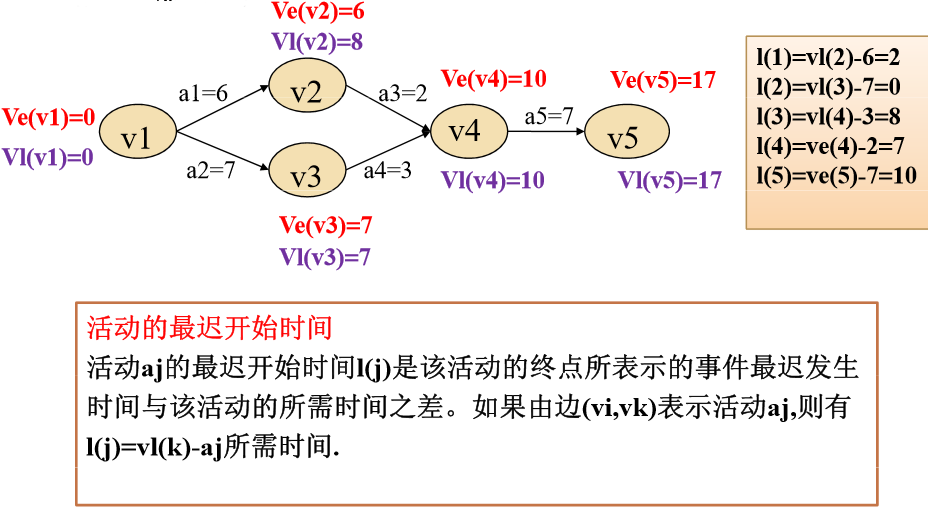 Ve(v2)=6
Vl(v2)=8
Ve(v1)=0
Vl(v1)=0
v1
a1=6
a2=7
v2
v3
Ve(v3)=7
Vl(v3)=7
a3=2
a4=3
Ve(v4)=10
v4
Vl(v4)=10
a5=7
Ve(v5)=17
v5
Vl(v5)=17
l(1)=vl(2)-6=2
l(2)=vl(3)-7=0
l(3)=vl(4)-3=8
l(4)=ve(4)-2=7
l(5)=ve(5)-7=10
活动的最迟开始时间
活动aj的最迟开始时间l(j)是该活动的终点所表示的事件最迟发生
时间与该活动的所需时间之差。如果由边(vi,vk)表示活动aj,则有
l(j)=vl(k)-aj所需时间.